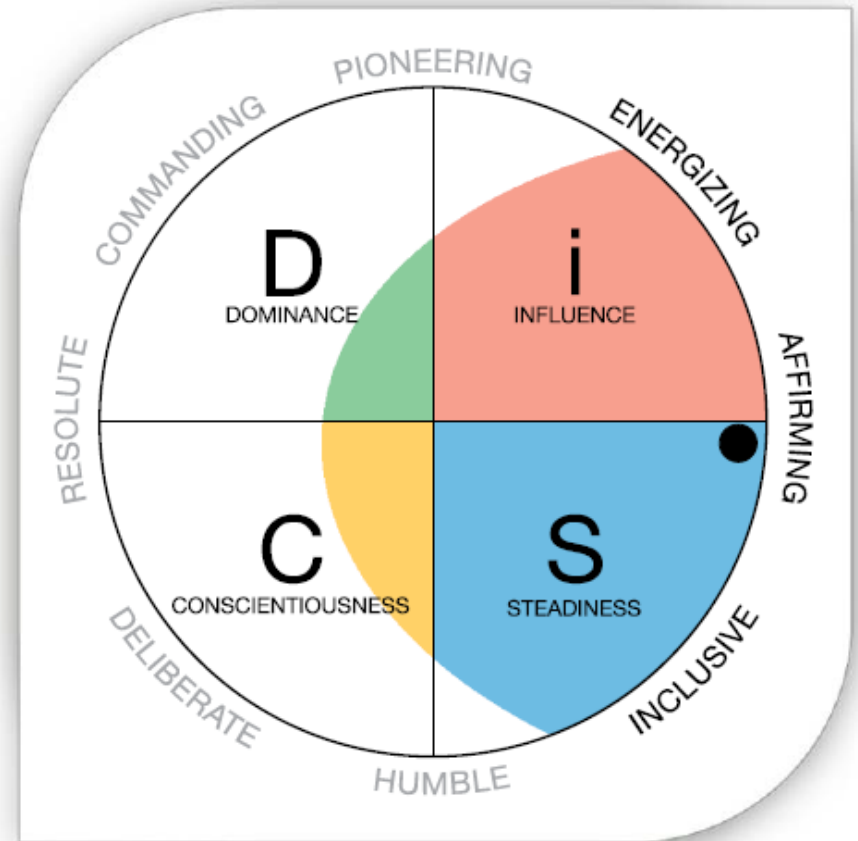 PIONEERING
COMMANDING
ENERGIZING
D
DOMINANCE
i
INFLUENCE
RESOLUTE
AFFIRMING
C
CONSCIENTIOUSNESS
S
STEADINESS
DELIBERATE
INCLUSIVE
HUMBLE